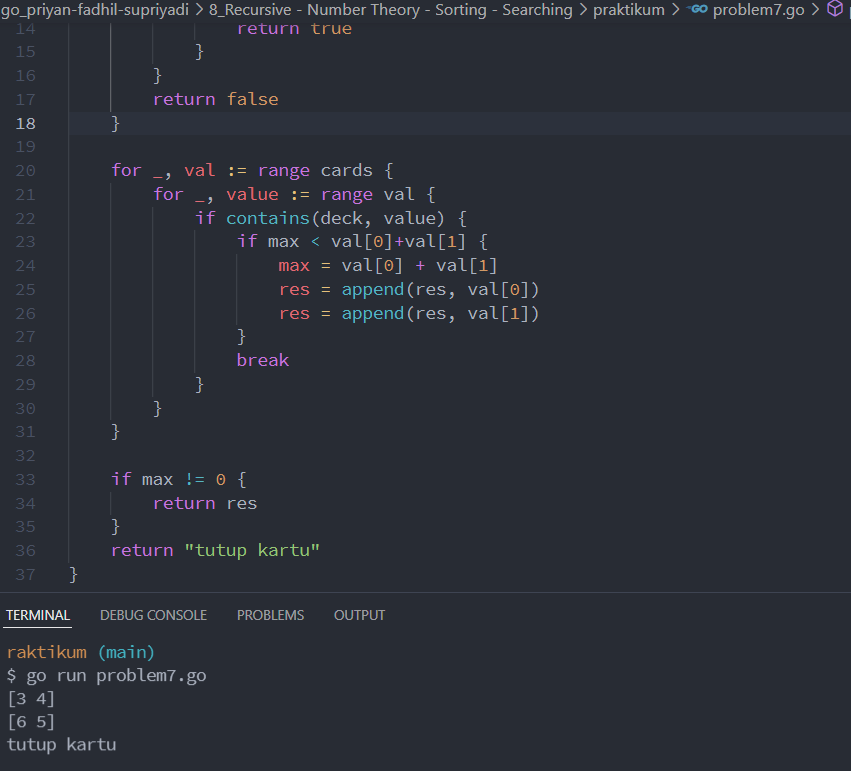 go_priyan-fadhil-supriyadi > 8_Recursive - Number Theory - Sorting - Searching > praktikum > GO problem7.go >
14 return true
15 }
16 }
17 return false
18 }
19
20 for _, val := range cards {
21 for _, value := range val {
22 if contains(deck, value) {
23 if max < val[0]+val[1] {
24 max = val[0] + val[1]
25 res = append(res, val[0])
26 res = append(res, val[1])
27 }
28 break
29 }
30 }
31 }
32
33 if max != 0 {
34 return res
35 }
36 return "tutup kartu"
37 }
TERMINAL DEBUG CONSOLE PROBLEMS OUTPUT
raktikum (main)
$ go run problem7.go
[3 4]
[6 5]
tutup kartu